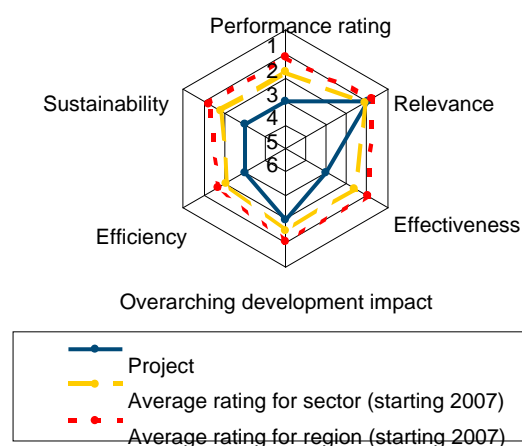 Performance rating
1
2
3
4
5
6
Sustainability
Relevance
Efficiency
Effectiveness
Overarching development impact
Project
Average rating for sector (starting 2007)
Average rating for region (starting 2007)